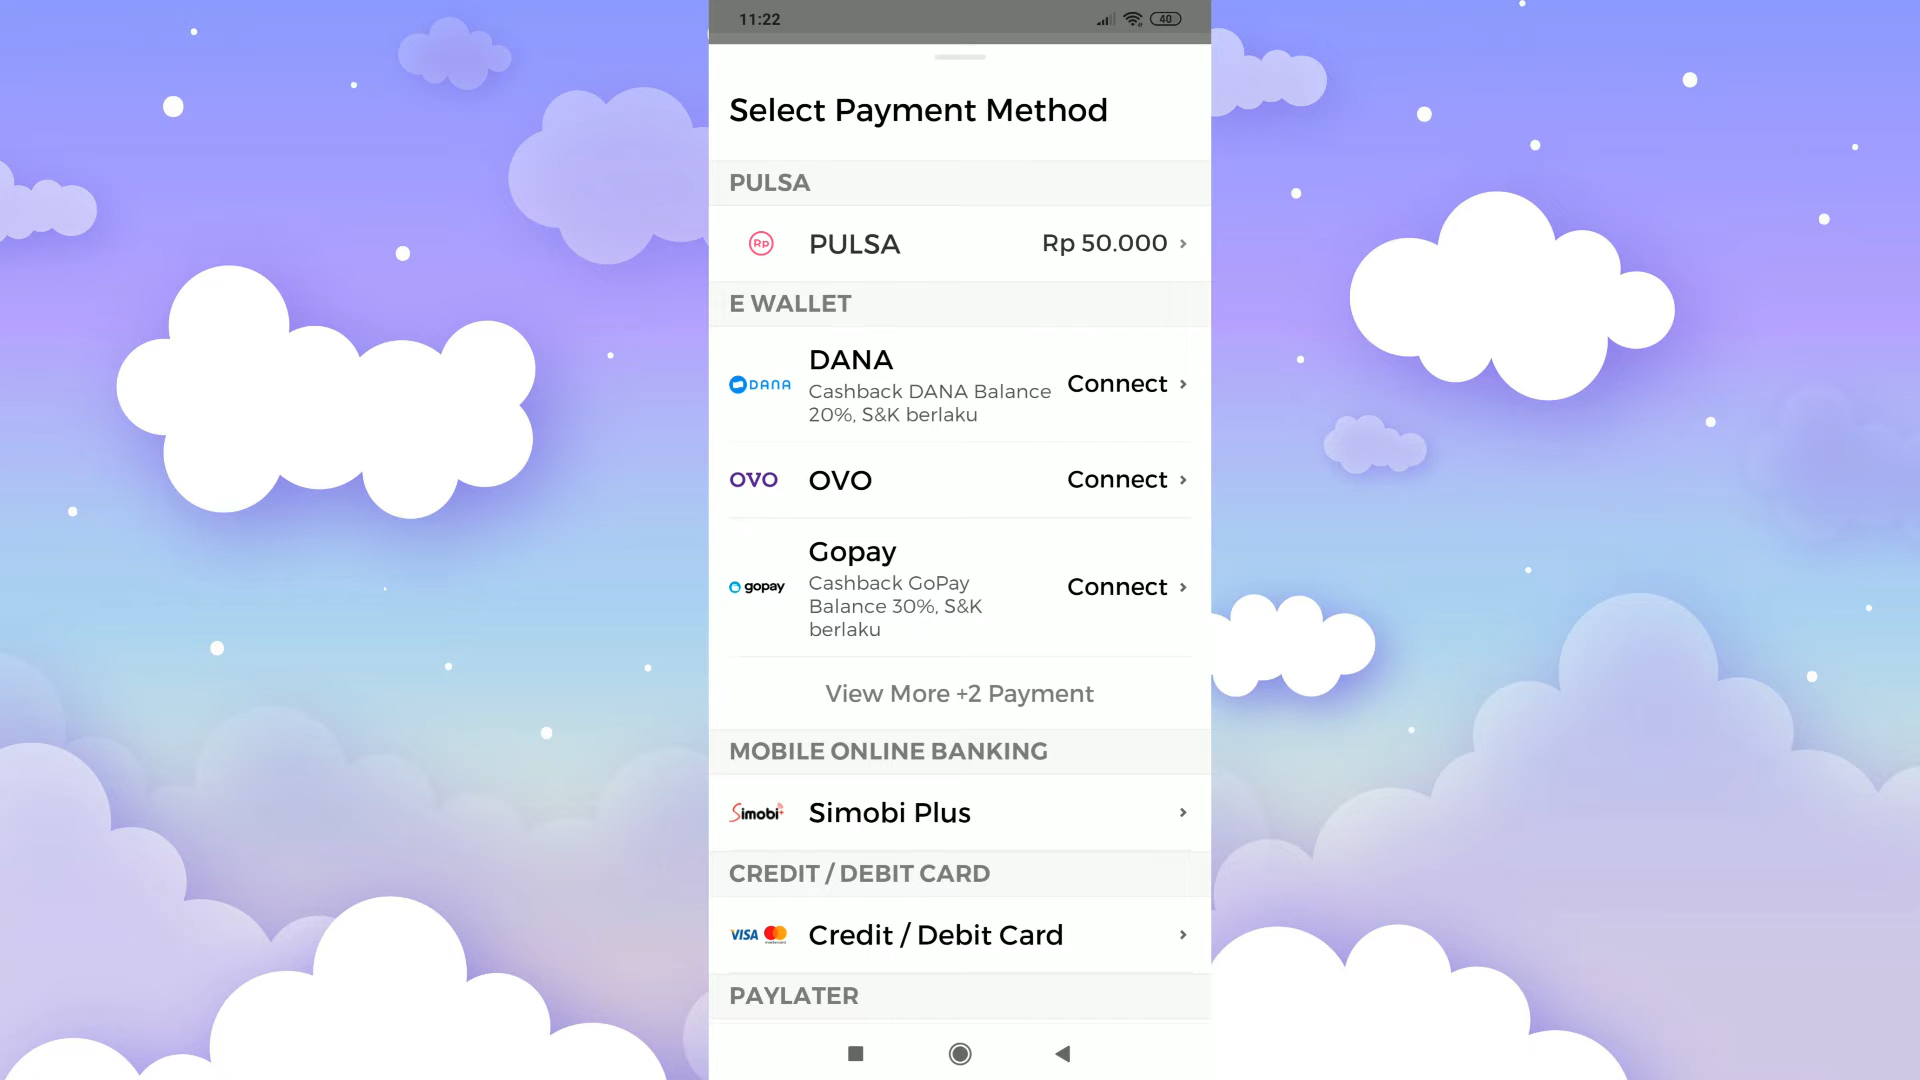 11:22
40
Select Payment Method
PULSA
Rp
PULSA
Rp 50.000
E WALLET
DANA
DANA
Cashback DANA Balance
20%, S&K berlaku
Connect
OVO
OVO
Connect
gopay
Gopay
Cashback GoPay
Balance 30%, S&K
berlaku
Connect
View More +2 Payment
MOBILE ONLINE BANKING
Simobi+
Simobi Plus
CREDIT / DEBIT CARD
VISA
mastercard
Credit / Debit Card
PAYLATER